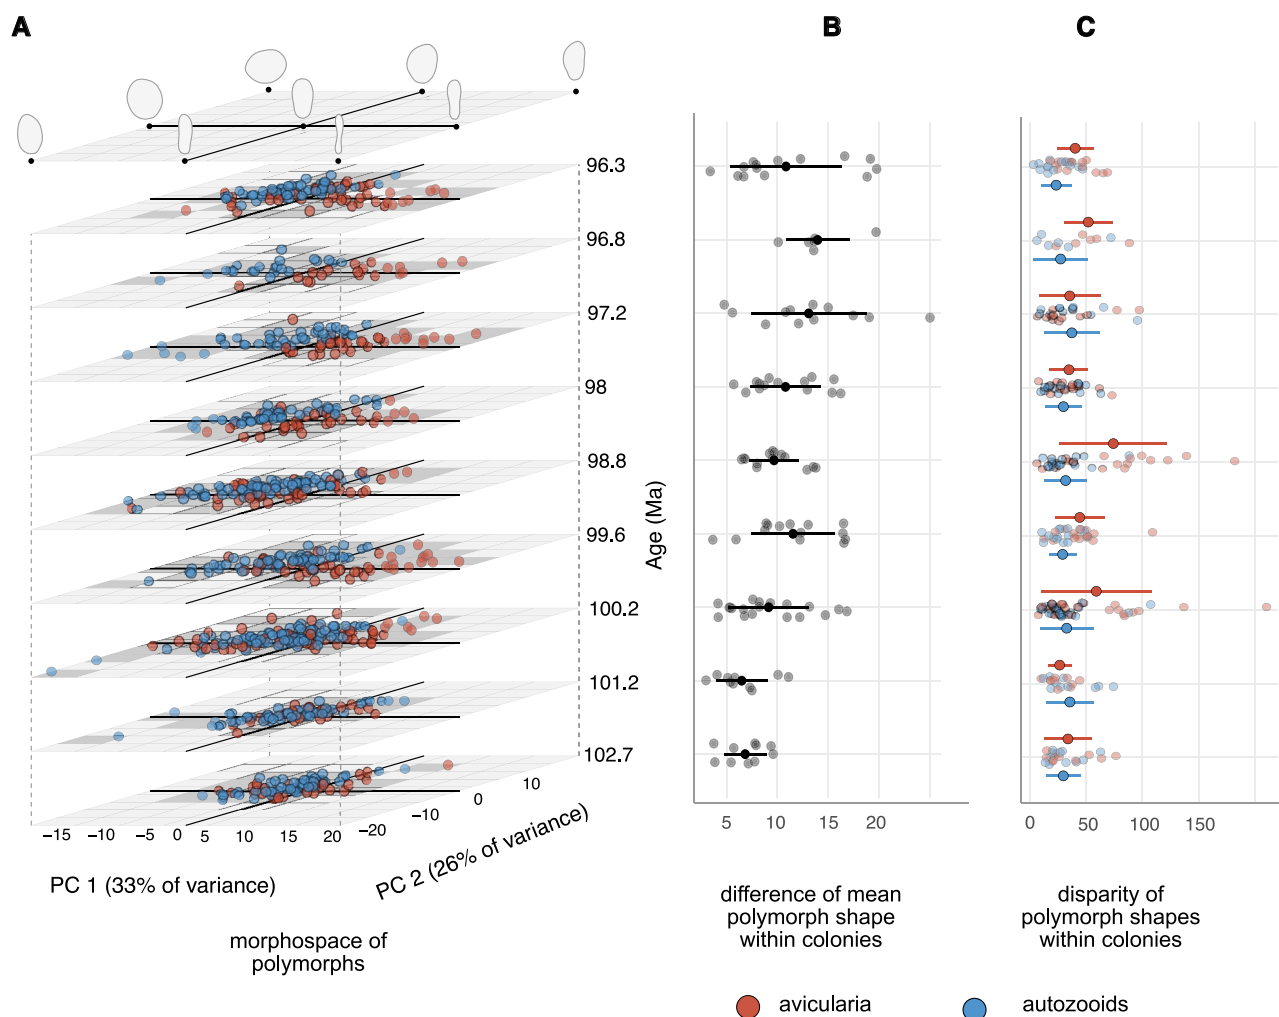 A
B
C
96.3
96.8
97.2
98
98.8
99.6
100.2
101.2
102.7
Age (Ma)
−15 −10 −5 0 5 10 15 20
−20 −10 0 10
PC 1 (33% of variance)
PC 2 (26% of variance)
morphospace of
polymorphs
5 10 15 20
difference of mean
polymorph shape
within colonies
0 50 100 150
disparity of
polymorph shapes
within colonies
avicularia
autozooids